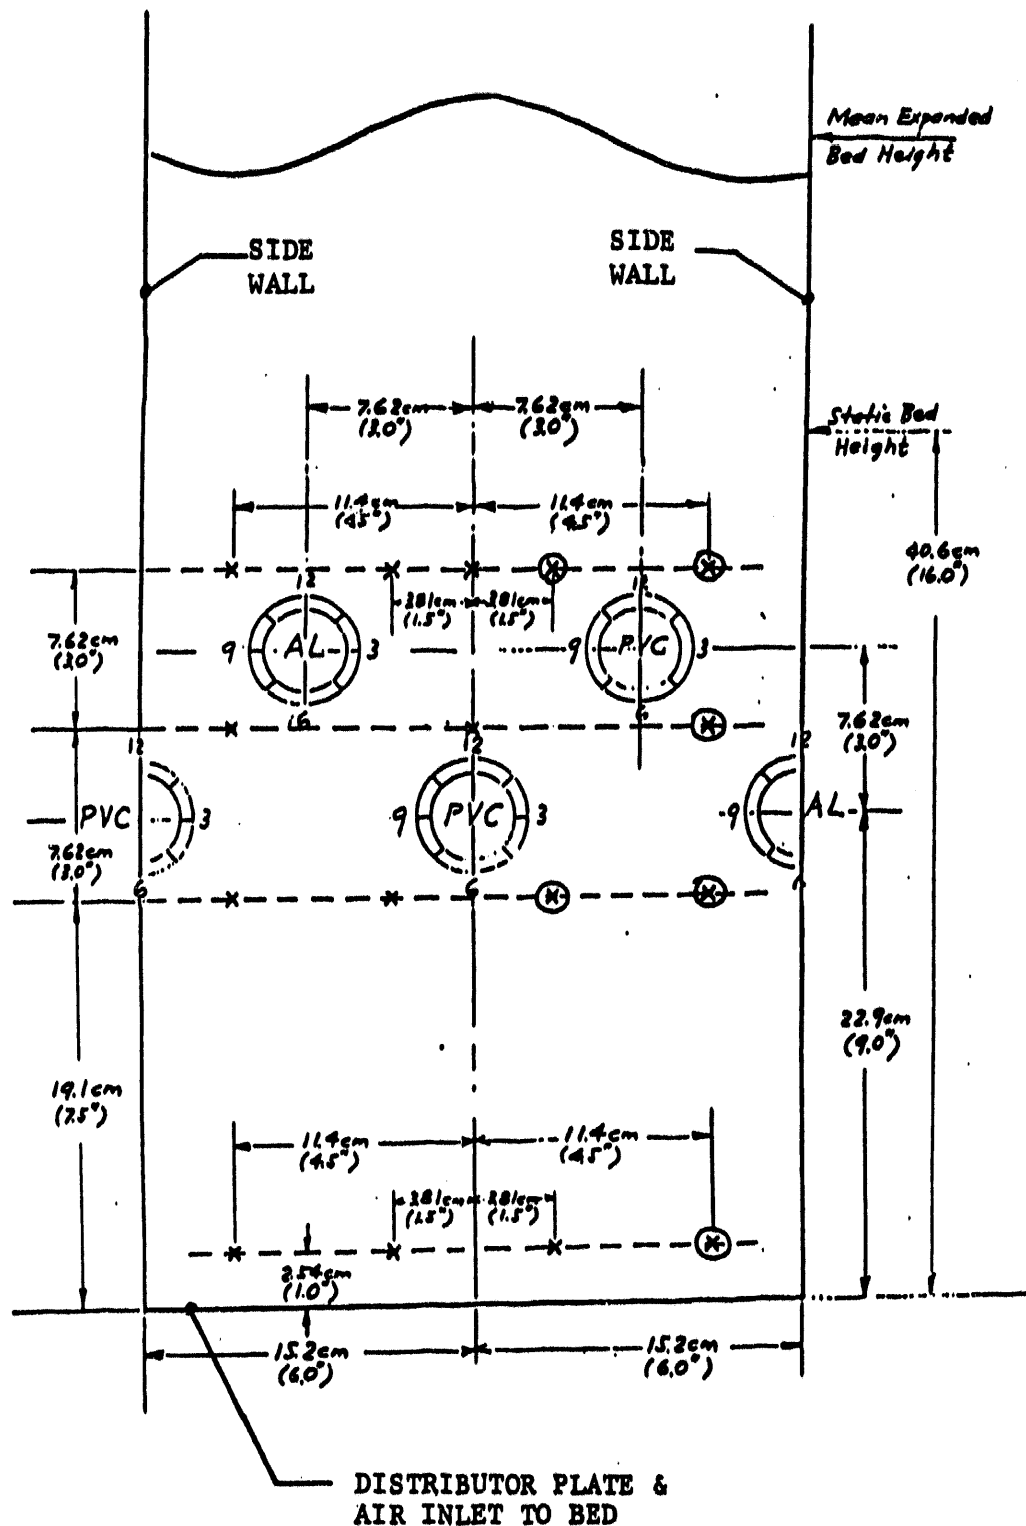 Mean Expanded
Bed Height
SIDE
WALL
SIDE
WALL
7.62cm
(3.0")
7.62cm
(3.0")
Static Bed
Height
11.4cm
(4.5")
11.4cm
(4.5")
40.6cm
(16.0")
12
12
3.81cm
(1.5")
3.81cm
(1.5")
7.62cm
(3.0")
9
AL
3
9
PVC
3
6
6
7.62cm
(3.0")
12
12
12
PVC
3
9
PVC
3
9
AL
7.62cm
(3.0")
6
6
6
22.9cm
(9.0")
19.1cm
(7.5")
11.4cm
(4.5")
11.4cm
(4.5")
3.81cm
(1.5")
3.81cm
(1.5")
2.54cm
(1.0")
15.2cm
(6.0")
15.2cm
(6.0")
DISTRIBUTOR PLATE &
AIR INLET TO BED